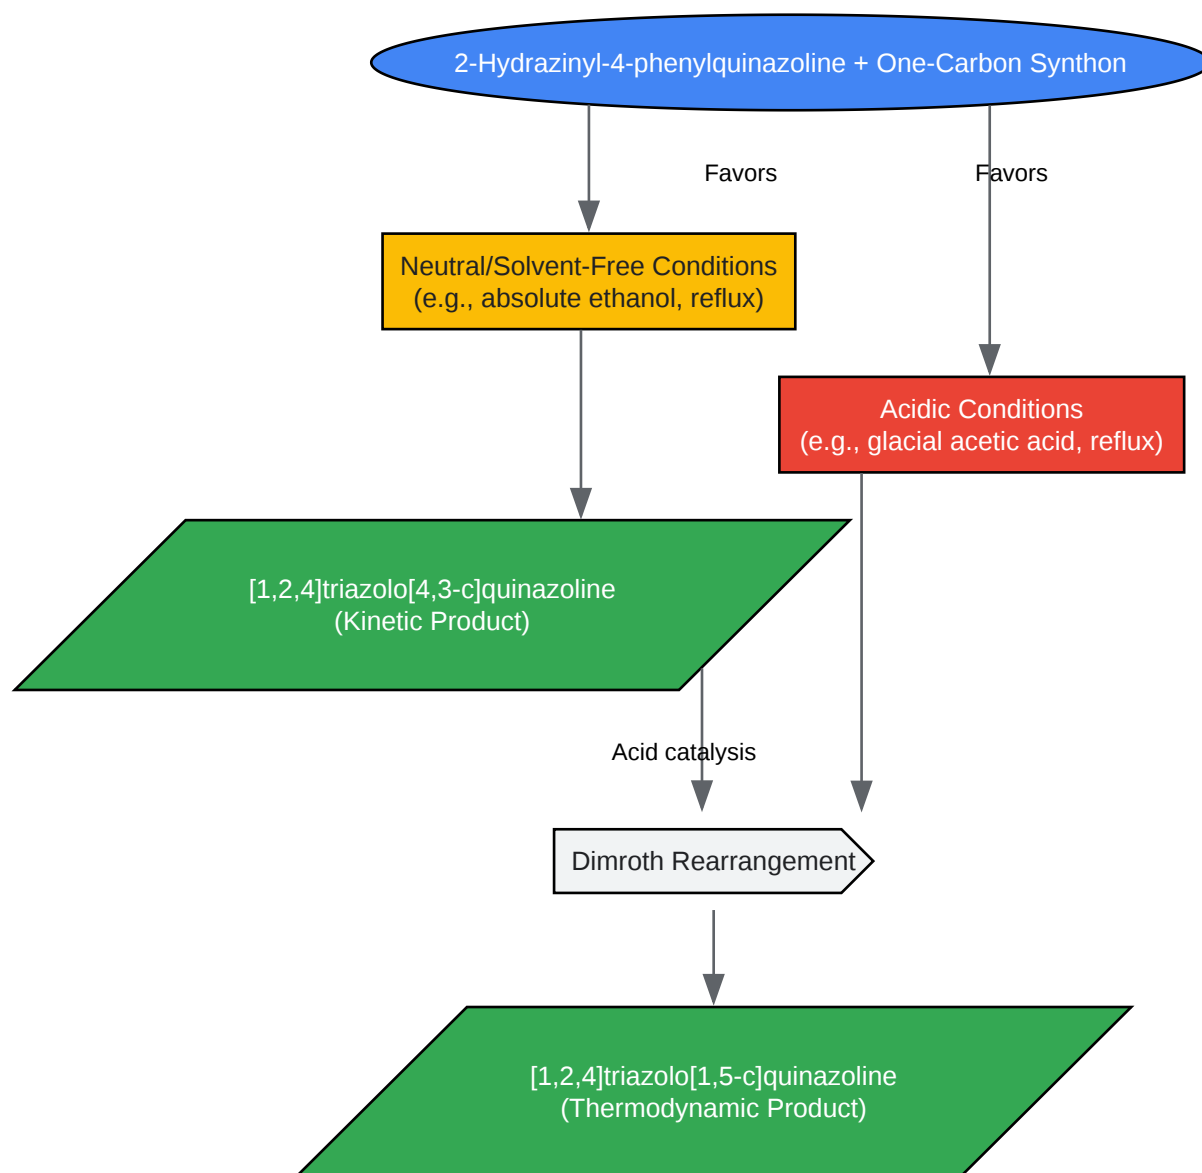 2-Hydrazinyl-4-phenylquinazoline + One-Carbon Synthon
Favors
Favors
Neutral/Solvent-Free Conditions
(e.g., absolute ethanol, reflux)
Acidic Conditions
(e.g., glacial acetic acid, reflux)
[1,2,4]triazolo[4,3-c]quinazoline
(Kinetic Product)
Acid catalysis
Dimroth Rearrangement
[1,2,4]triazolo[1,5-c]quinazoline
(Thermodynamic Product)